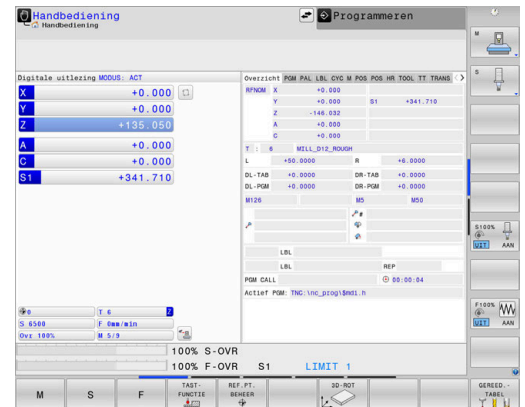 Handbediening
Handbediening
Programmeren
Digitale uitlezing MODUS: ACT
X +0.000
Y +0.000
Z +135.050
A +0.000
C +0.000
S1 +341.710
Overzicht PGM PAL LBL CYC M POS POS HR TOOL TT TRANS
RFNOM X +0.000
Y +0.000 S1 +341.710
Z -146.032
A +0.000
C +0.000
T : 6 MILL_D12_ROUGH
L +50.0000 R +6.0000
DL-TAB +0.0000 DR-TAB +0.0000
DL-PGM +0.0000 DR-PGM +0.0000
M126 M5 M50
LBL
LBL REP
PGM CALL 00:00:04
Actief PGM: TNC:\nc_prog\$mdi.h
0 T 6 Z
S 6500 F 0mm/min
Ovr 100% M 5/9
100% S-OVR
100% F-OVR S1 LIMIT 1
M
S
F
TAST-
FUNCTIE
REF.PT.
BEHEER
3D-ROT
GEREED.-
TABEL
M
S
S100%
UIT AAN
F100%
UIT AAN